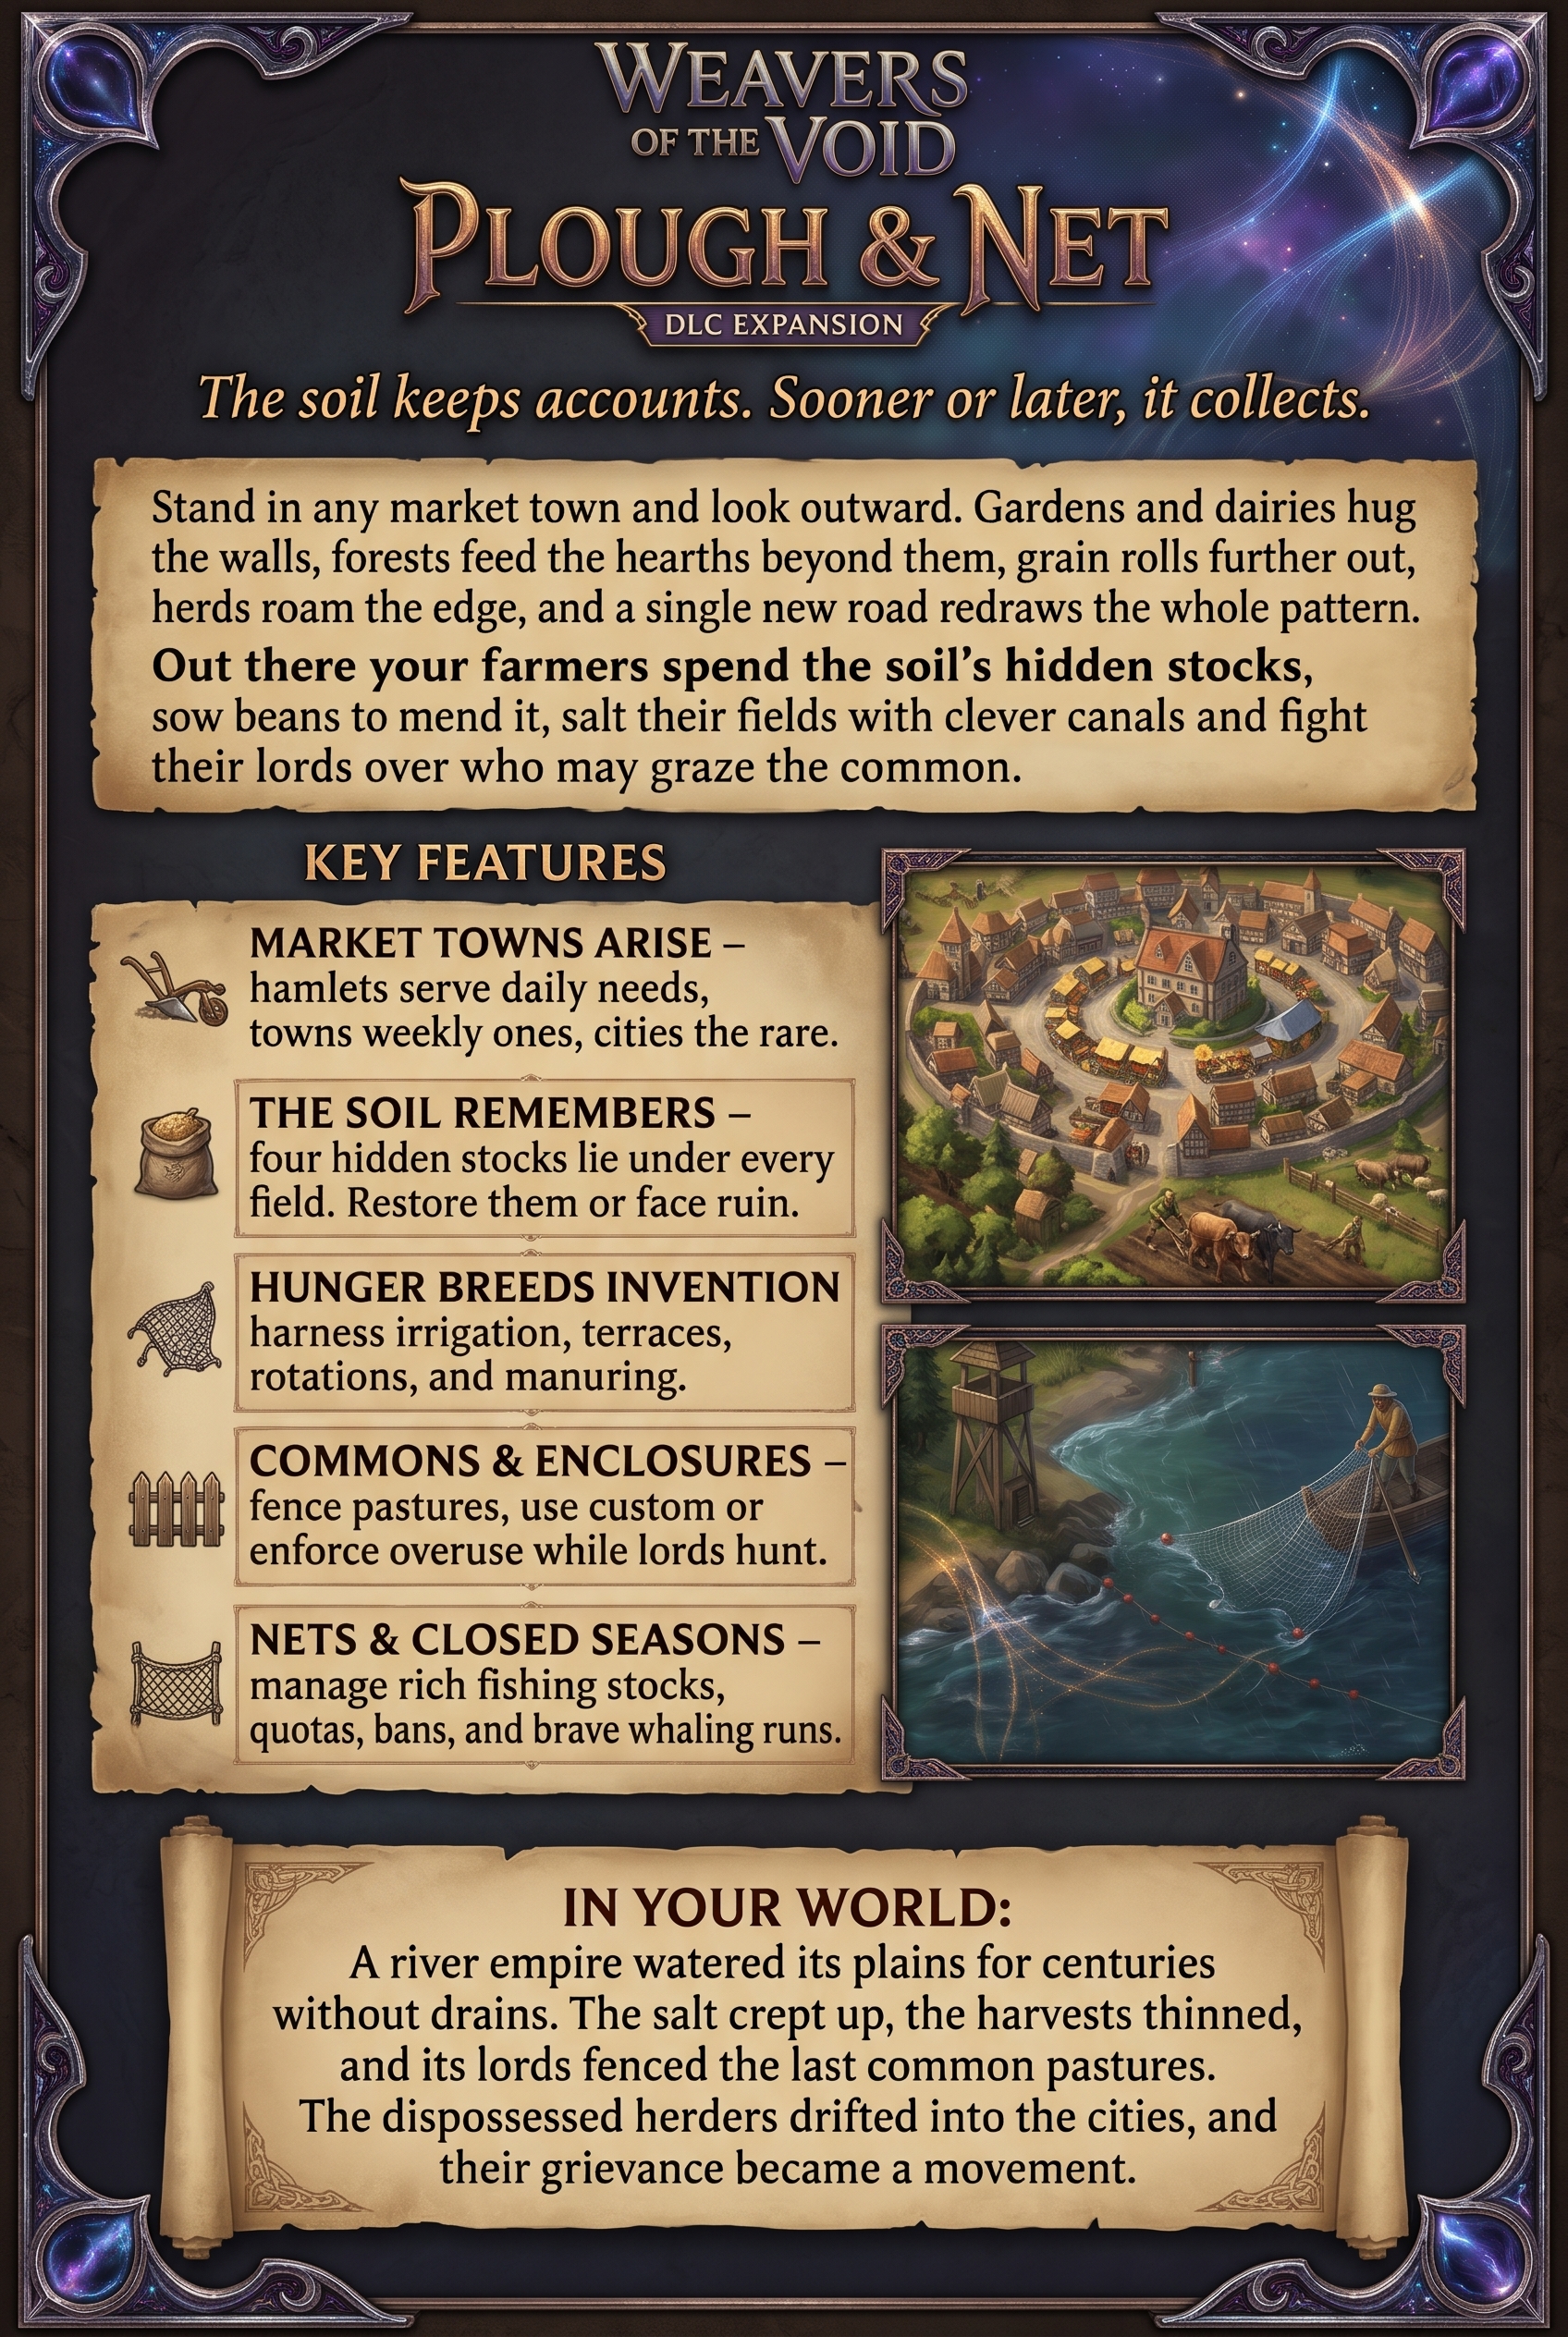 WEAVERS
OF THE VOID
PLOUGH & NET
DLC EXPANSION
The soil keeps accounts. Sooner or later, it collects.
Stand in any market town and look outward. Gardens and dairies hug
the walls, forests feed the hearths beyond them, grain rolls further out,
herds roam the edge, and a single new road redraws the whole pattern.
Out there your farmers spend the soil’s hidden stocks,
sow beans to mend it, salt their fields with clever canals and fight
their lords over who may graze the common.
KEY FEATURES
MARKET TOWNS ARISE –
hamlets serve daily needs,
towns weekly ones, cities the rare.
THE SOIL REMEMBERS –
four hidden stocks lie under every
field. Restore them or face ruin.
HUNGER BREEDS INVENTION
harness irrigation, terraces,
rotations, and manuring.
COMMONS & ENCLOSURES –
fence pastures, use custom or
enforce overuse while lords hunt.
NETS & CLOSED SEASONS –
manage rich fishing stocks,
quotas, bans, and brave whaling runs.
IN YOUR WORLD:
A river empire watered its plains for centuries
without drains. The salt crept up, the harvests thinned,
and its lords fenced the last common pastures.
The dispossessed herders drifted into the cities, and
their grievance became a movement.